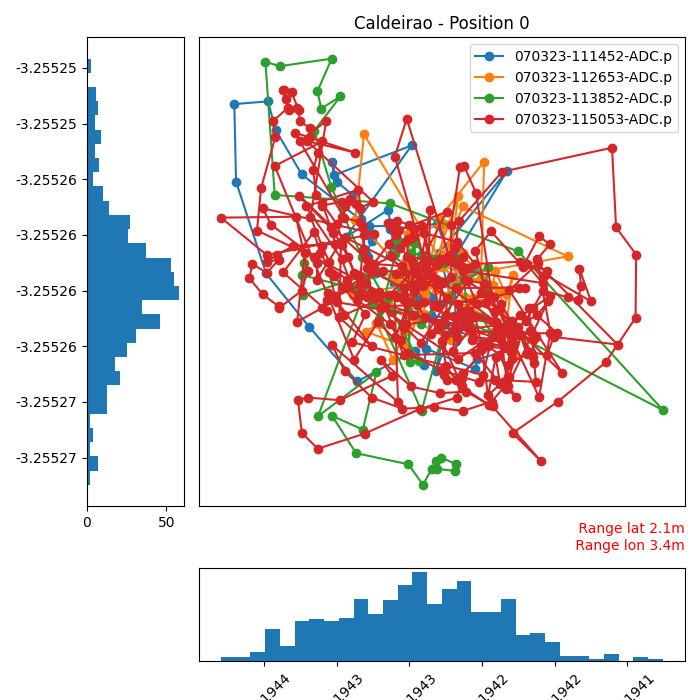 Caldeirao - Position 0
070323-111452-ADC.p
070323-112653-ADC.p
070323-113852-ADC.p
070323-115053-ADC.p
-3.25525
-3.25525
-3.25526
-3.25526
-3.25526
-3.25526
-3.25527
-3.25527
0 50
Range lat 2.1m
Range lon 3.4m
1944 1943 1943 1942 1942 1941